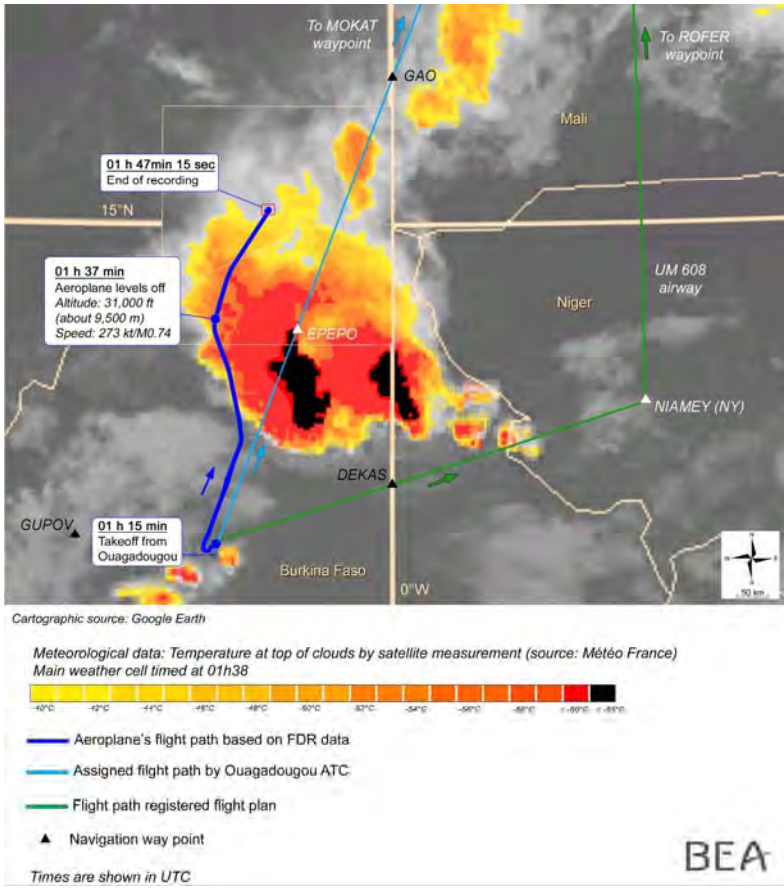 To MOKAT
waypoint
To ROFER
waypoint
GAO
Mali
01 h 47min 15 sec
End of recording
15°N
01 h 37 min
Aeroplane levels off
Altitude: 31,000 ft
(about 9,500 m)
Speed: 273 kt/M0.74
UM 608
airway
Niger
EPEPO
NIAMEY (NY)
DEKAS
GUPOV
01 h 15 min
Takeoff from
Ouagadougou
Burkina Faso
0°W
N
W
E
S
50 km
Cartographic source: Google Earth
Meteorological data: Temperature at top of clouds by satellite measurement (source: Météo France)
Main weather cell timed at 01h38
-40°C -42°C -44°C -46°C -48°C -50°C -52°C -54°C -56°C -58°C
Aeroplane's flight path based on FDR data
Assigned flight path by Ouagadougou ATC
Flight path registered flight plan
Navigation way point
Times are shown in UTC
BEA